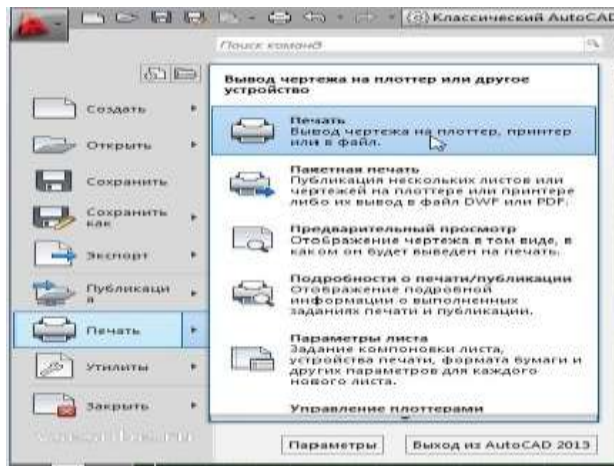 Классический AutoCAD
Поиск команд
Вывод чертежа на плоттер или другое
устройство
Создать
Открыть
Сохранить
Сохранить
как
Экспорт
Публикаци
я
Печать
Утилиты
Закрыть
Печать
Вывод чертежа на плоттер, принтер
или в файл.
Пакетная печать
Публикация нескольких листов или
чертежей на плоттере или принтере
либо их вывод в файл DWF или PDF.
Предварительный просмотр
Отображение чертежа в том виде, в
каком он будет выведен на печать.
Подробности о печати/публикации
Отображение подробной
информации о выполненных
заданиях печати и публикации.
Параметры листа
Задание компоновки листа,
устройства печати, формата бумаги и
других параметров для каждого
нового листа.
Управление плоттерами
Параметры
Выход из AutoCAD 2013